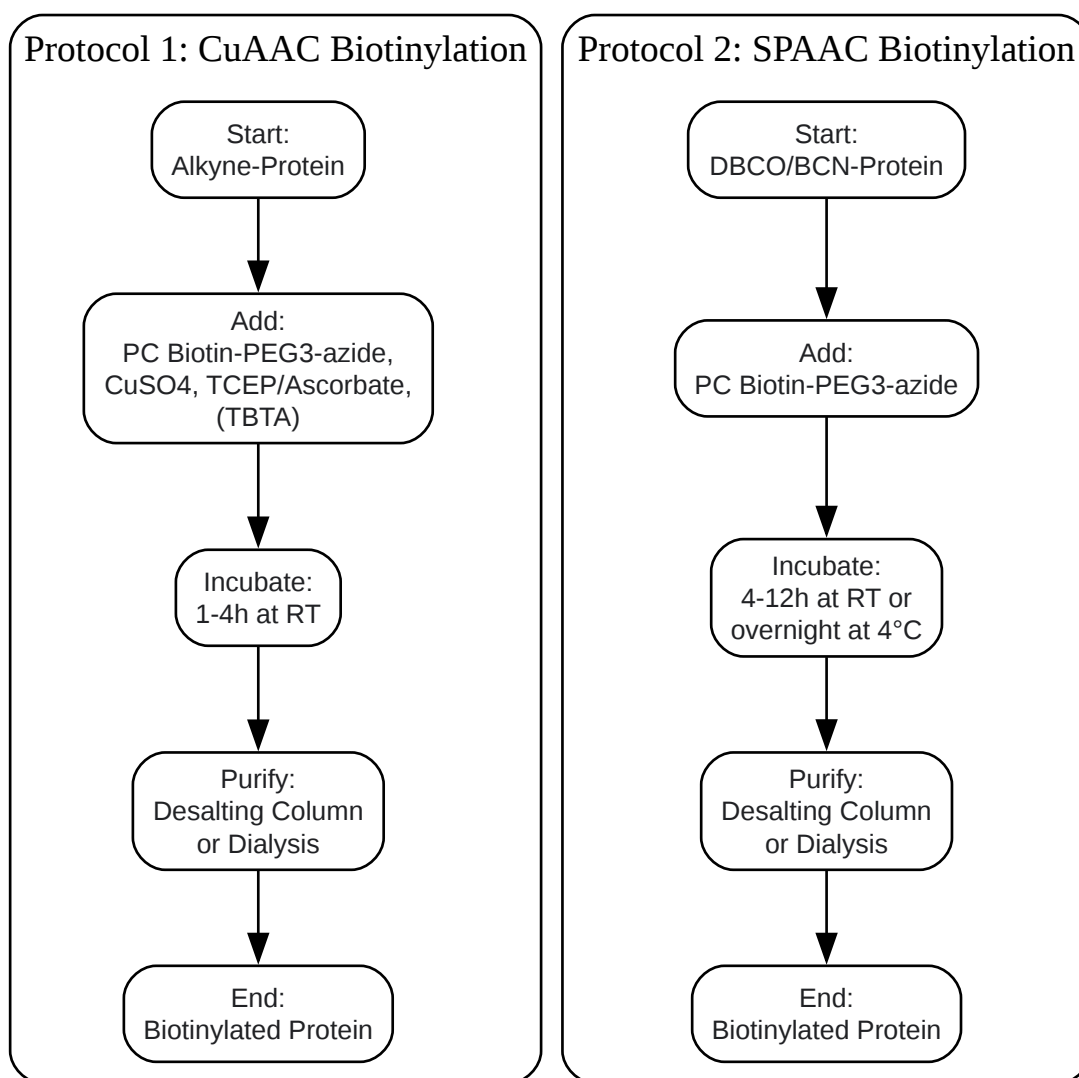 Protocol 1: CuAAC Biotinylation
Start:
Alkyne-Protein
Add:
PC Biotin-PEG3-azide,
CuSO4, TCEP/Ascorbate,
(TBTA)
Incubate:
1-4h at RT
Purify:
Desalting Column
or Dialysis
End:
Biotinylated Protein
Protocol 2: SPAAC Biotinylation
Start:
DBCO/BCN-Protein
Add:
PC Biotin-PEG3-azide
Incubate:
4-12h at RT or
overnight at 4°C
Purify:
Desalting Column
or Dialysis
End:
Biotinylated Protein